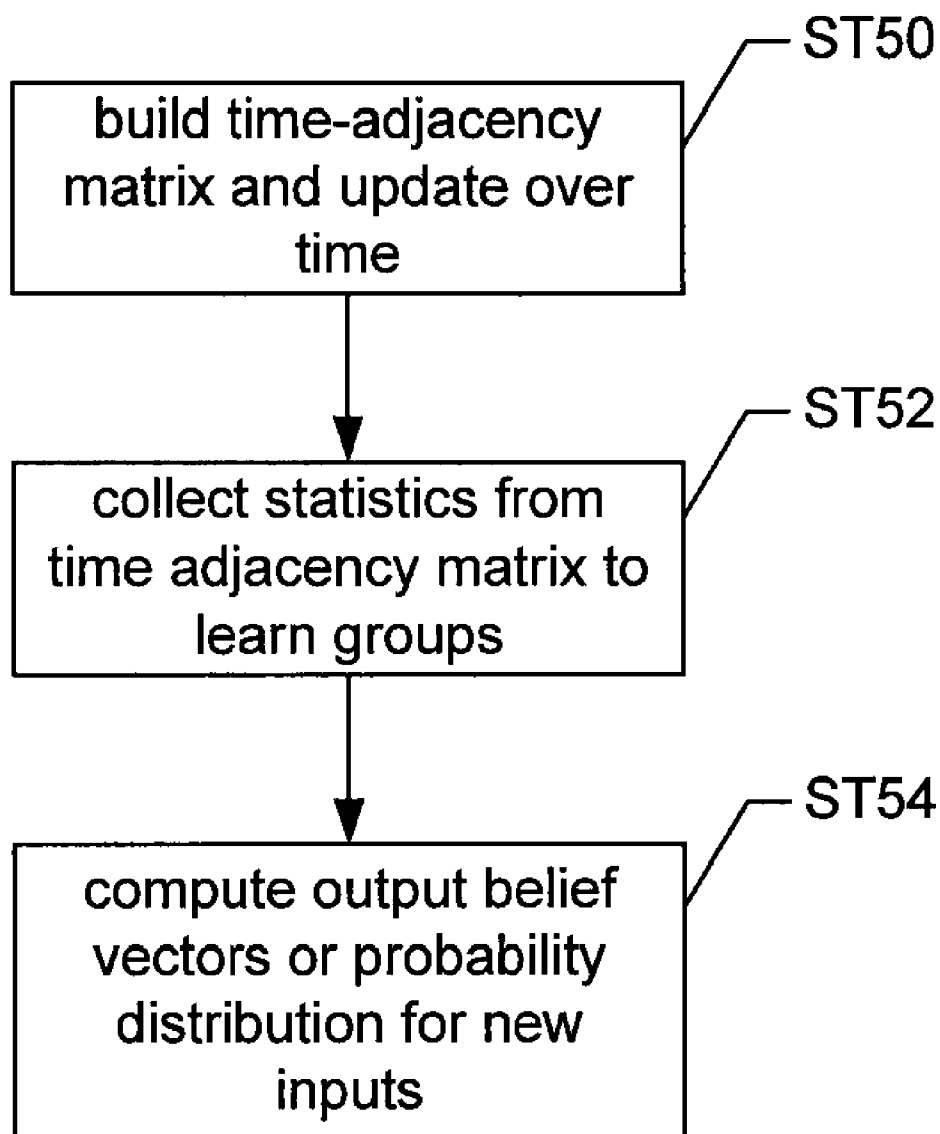 ST50
build time-adjacency
matrix and update over
time
ST52
collect statistics from
time adjacency matrix to
learn groups
ST54
compute output belief
vectors or probability
distribution for new
inputs